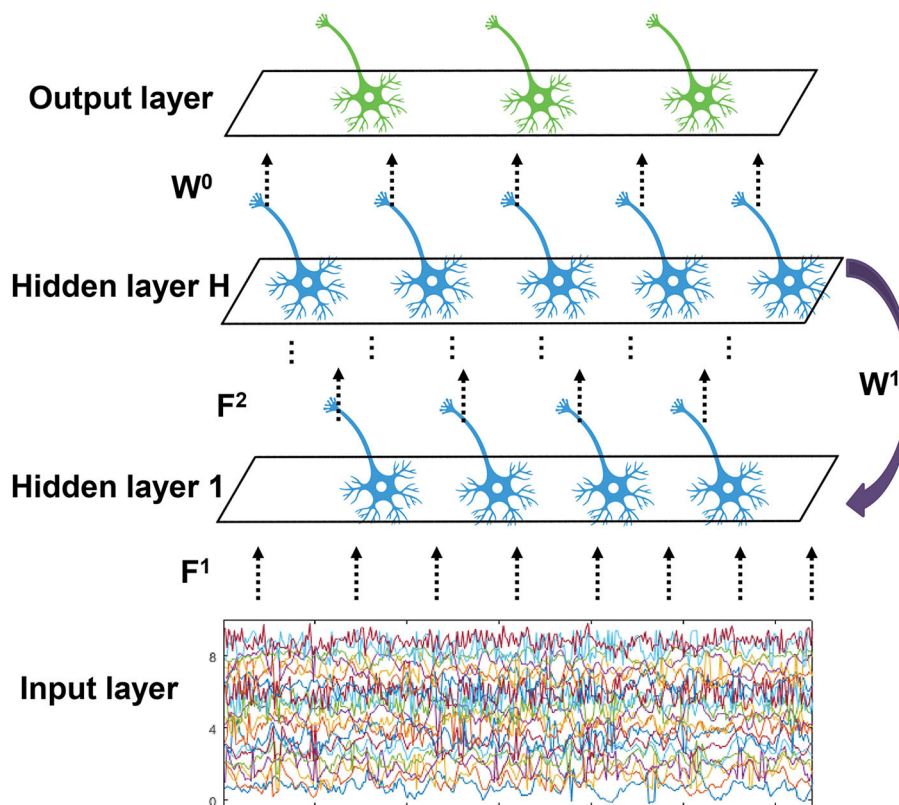 Output layer
W⁰
Hidden layer H
W¹
F²
Hidden layer 1
F¹
Input layer
8
4
0